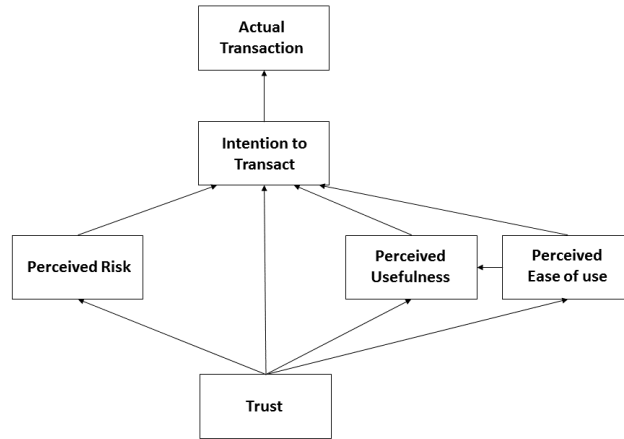 Actual
Transaction
Intention to
Transact
Perceived Risk
Perceived
Usefulness
Perceived
Ease of use
Trust